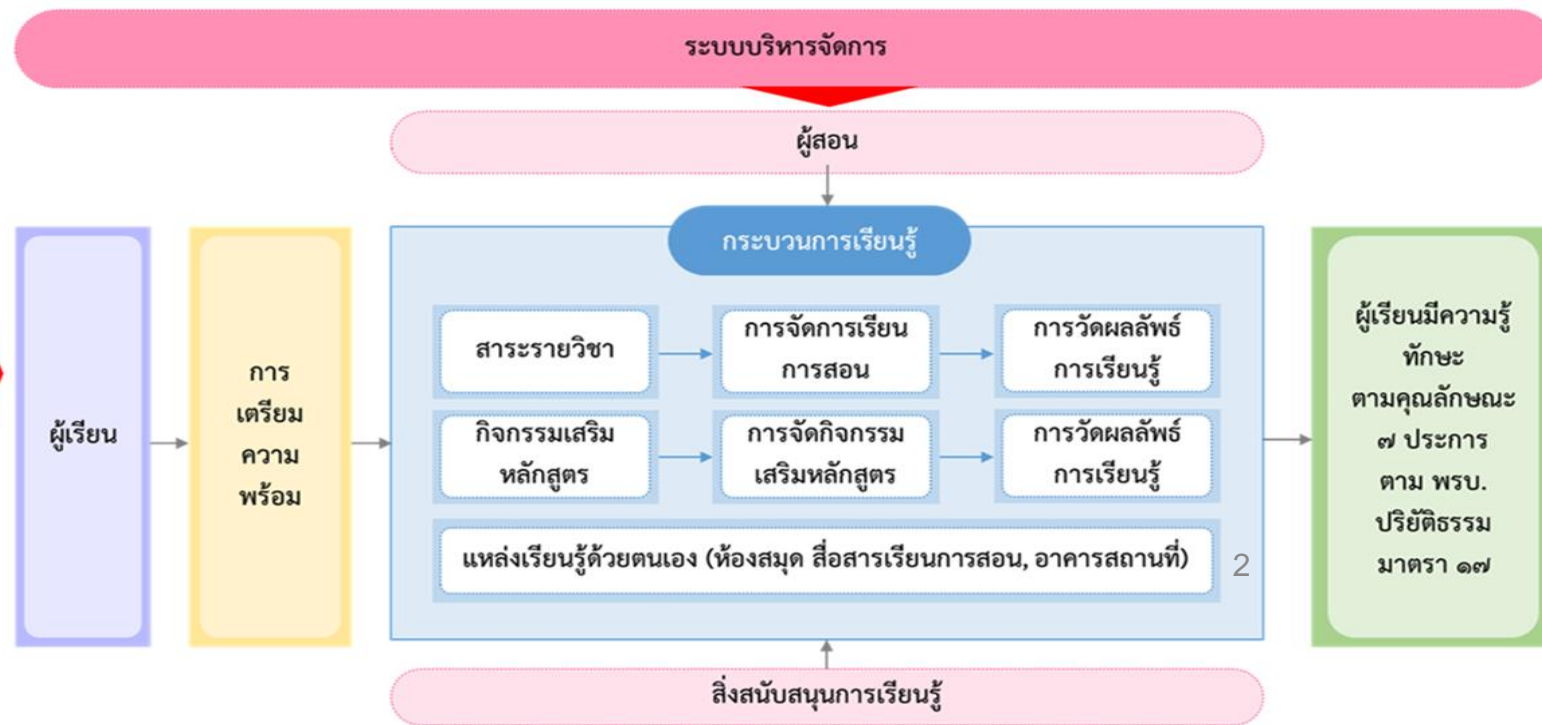 ระบบบริหารจัดการ
ผู้สอน
กระบวนการเรียนรู้
ผู้เรียน
การ
เตรียม
ความ
พร้อม
สาระรายวิชา
การจัดการเรียน
การสอน
การวัดผลลัพธ์
การเรียนรู้
กิจกรรมเสริม
หลักสูตร
การจัดกิจกรรม
เสริมหลักสูตร
การวัดผลลัพธ์
การเรียนรู้
แหล่งเรียนรู้ด้วยตนเอง (ห้องสมุด สื่อสารเรียนการสอน, อาคารสถานที่)
2
ผู้เรียนมีความรู้
ทักษะ
ตามคุณลักษณะ
๗ ประการ
ตาม พรบ.
ปริยัติธรรม
มาตรา ๑๗
สิ่งสนับสนุนการเรียนรู้